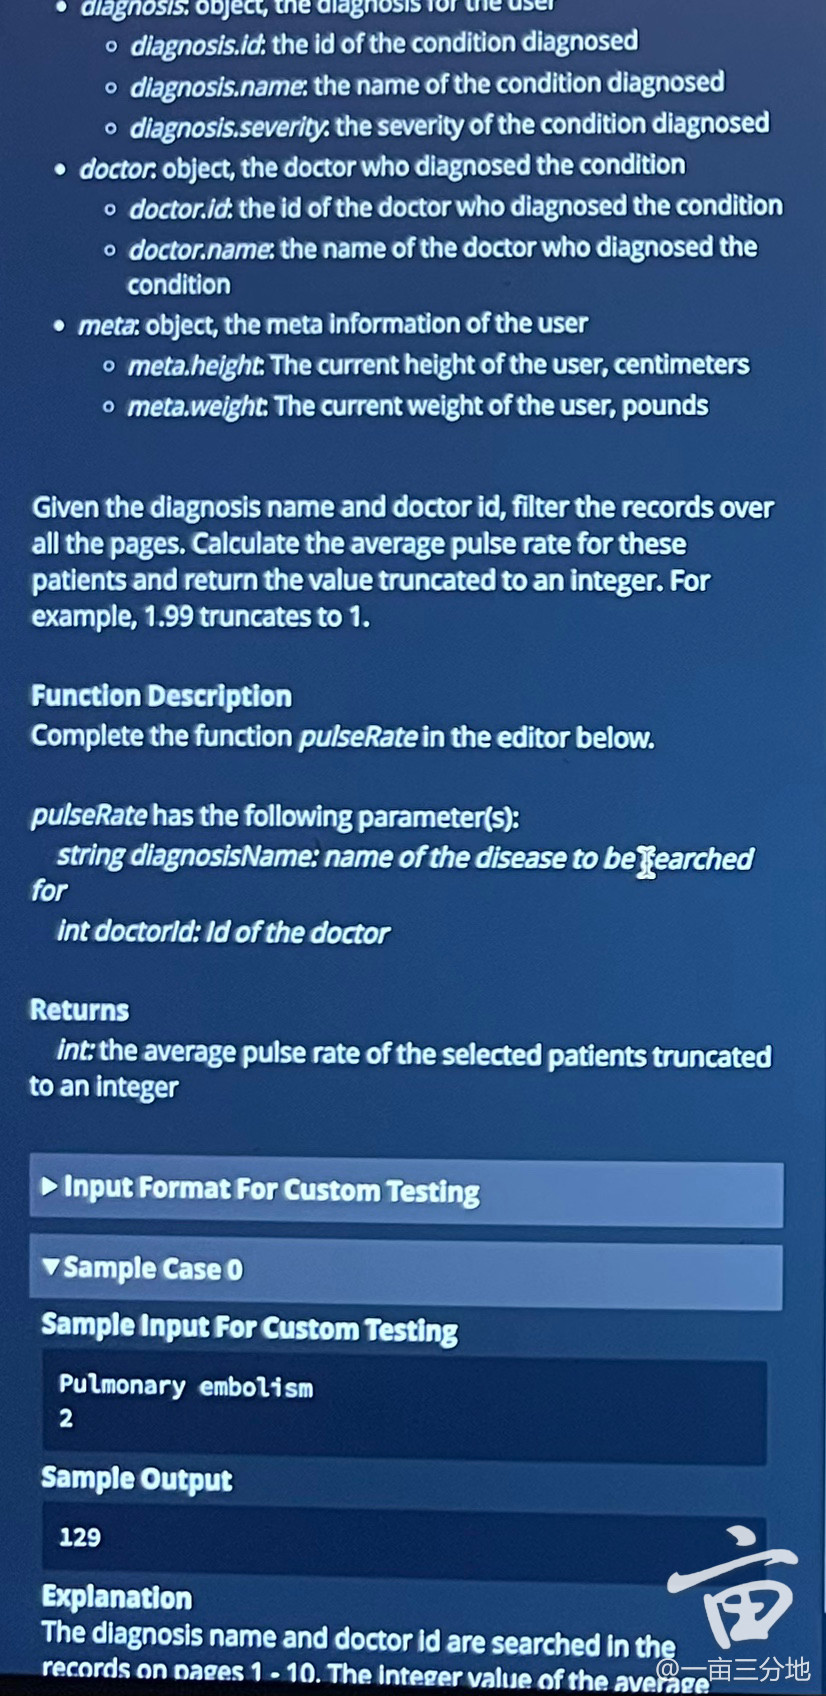 • diagnosis: object, the diagnosis for the user
◦ diagnosis.id: the id of the condition diagnosed
◦ diagnosis.name: the name of the condition diagnosed
◦ diagnosis.severity: the severity of the condition diagnosed
• doctor: object, the doctor who diagnosed the condition
◦ doctor.id: the id of the doctor who diagnosed the condition
◦ doctor.name: the name of the doctor who diagnosed the
condition
• meta: object, the meta information of the user
◦ meta.height: The current height of the user, centimeters
◦ meta.weight: The current weight of the user, pounds
Given the diagnosis name and doctor id, filter the records over
all the pages. Calculate the average pulse rate for these
patients and return the value truncated to an integer. For
example, 1.99 truncates to 1.
Function Description
Complete the function pulseRate in the editor below.
pulseRate has the following parameter(s):
string diagnosisName: name of the disease to be searched
for
int doctorId: Id of the doctor
Returns
int: the average pulse rate of the selected patients truncated
to an integer
▶ Input Format For Custom Testing
▼ Sample Case 0
Sample Input For Custom Testing
Pulmonary embolism
2
Sample Output
129
Explanation
The diagnosis name and doctor id are searched in the
records on pages 1 - 10. The integer value of the average
亩
@一亩三分地